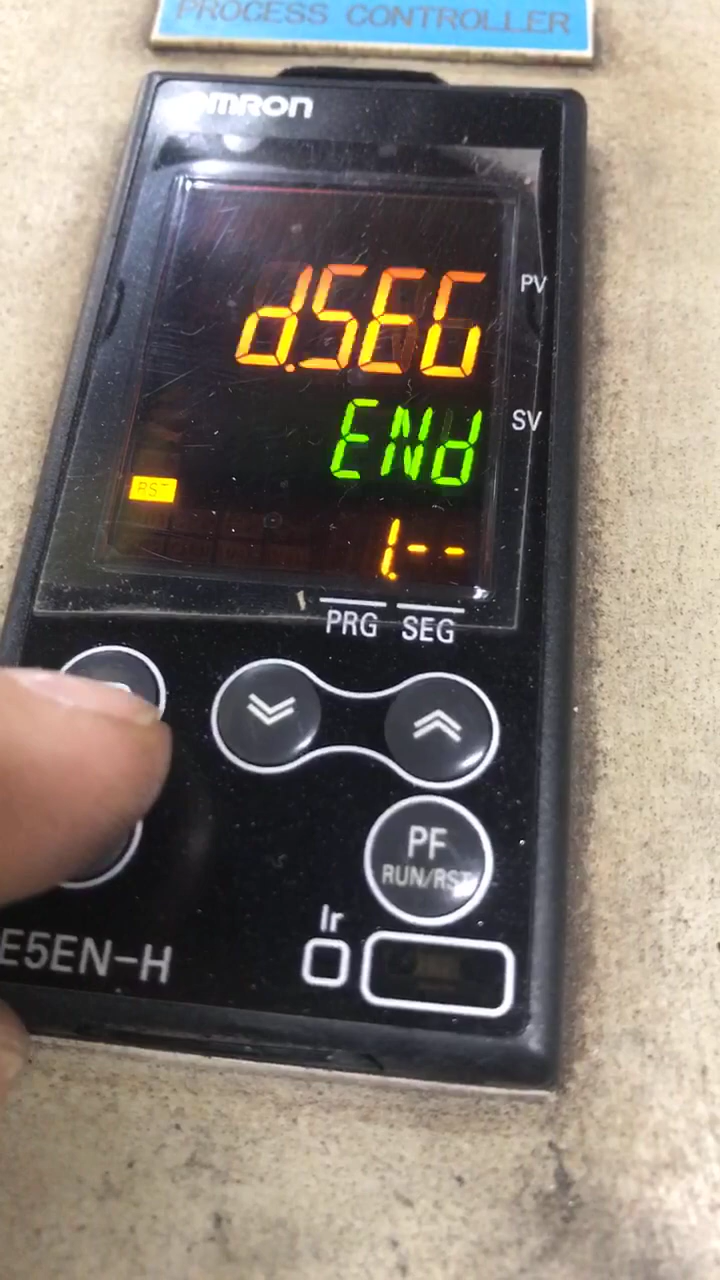 PROCESS CONTROLLER
OMRON
PV
d.SEG
SV
ENd
RST
1.--
PRG SEG
PF
RUN/RST
Ir
E5EN-H